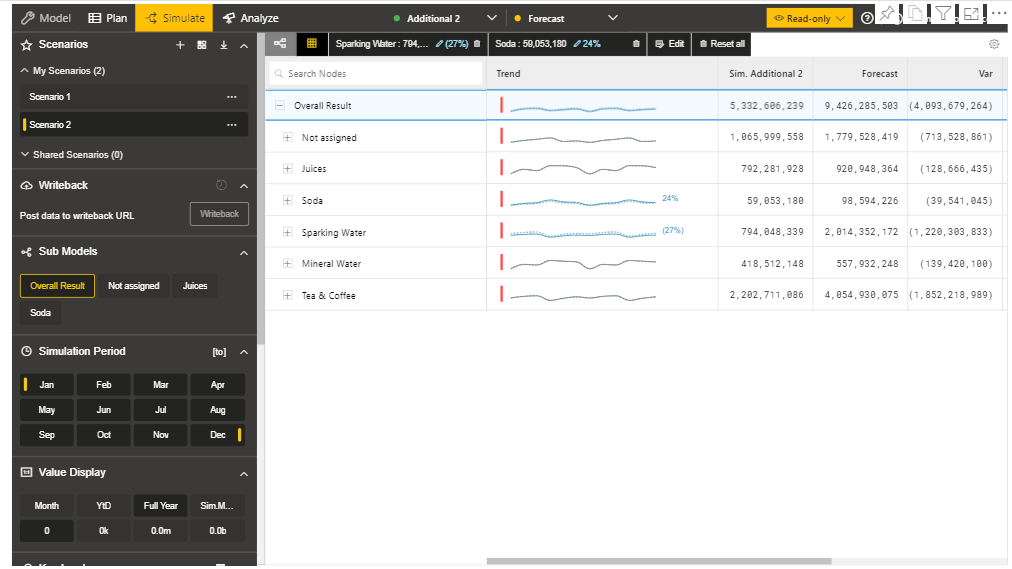 Model Plan Simulate Analyze Additional 2 Forecast Read-only
Scenarios
Sparking Water : 794,... (27%) Soda : 59,053,180 24% Edit Reset all
My Scenarios (2)
Scenario 1 ...
Scenario 2 ...
Shared Scenarios (0)
Writeback
Post data to writeback URL Writeback
Sub Models
Overall Result Not assigned Juices
Soda
Simulation Period [to]
Jan Feb Mar Apr
May Jun Jul Aug
Sep Oct Nov Dec
Value Display
Month YtD Full Year Sim.M...
0 0k 0.0m 0.0b
Search Nodes Trend Sim. Additional 2 Forecast Var
Overall Result 5,332,606,239 9,426,285,503 (4,093,679,264)
Not assigned 1,065,999,558 1,779,528,419 (713,528,861)
Juices 792,281,928 920,948,364 (128,666,435)
Soda 24% 59,053,180 98,594,226 (39,541,045)
Sparking Water (27%) 794,048,339 2,014,352,172 (1,220,303,833)
Mineral Water 418,512,148 557,932,248 (139,420,100)
Tea & Coffee 2,202,711,086 4,054,930,075 (1,852,218,989)